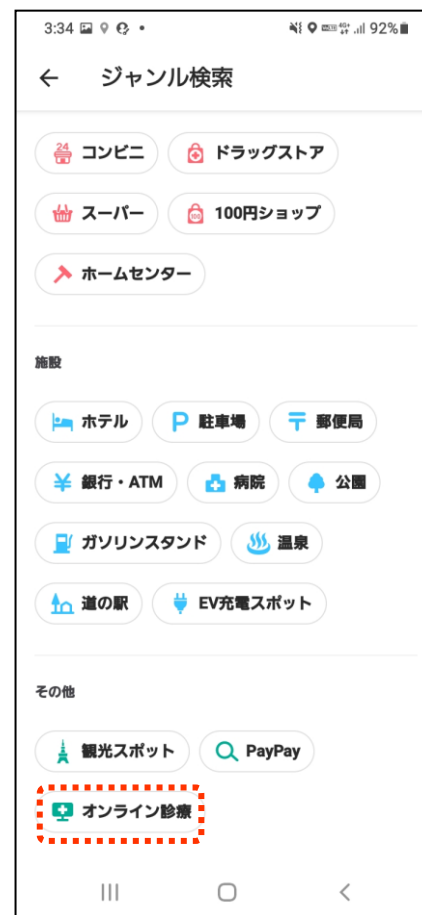 3:34 92%
ジャンル検索
24 コンビニ ドラッグストア
スーパー 100 100円ショップ
ホームセンター
施設
ホテル P 駐車場 〒 郵便局
¥ 銀行・ATM 病院 公園
ガソリンスタンド 温泉
道の駅 EV充電スポット
その他
観光スポット PayPay
オンライン診療